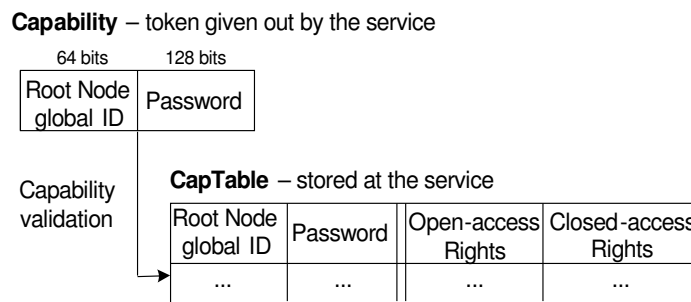 Capability – token given out by the service
64 bits 128 bits
Root Node
global ID
Password
Capability
validation
CapTable – stored at the service
Root Node
global ID
Password
Open-access
Rights
Closed-access
Rights
... ... ... ...